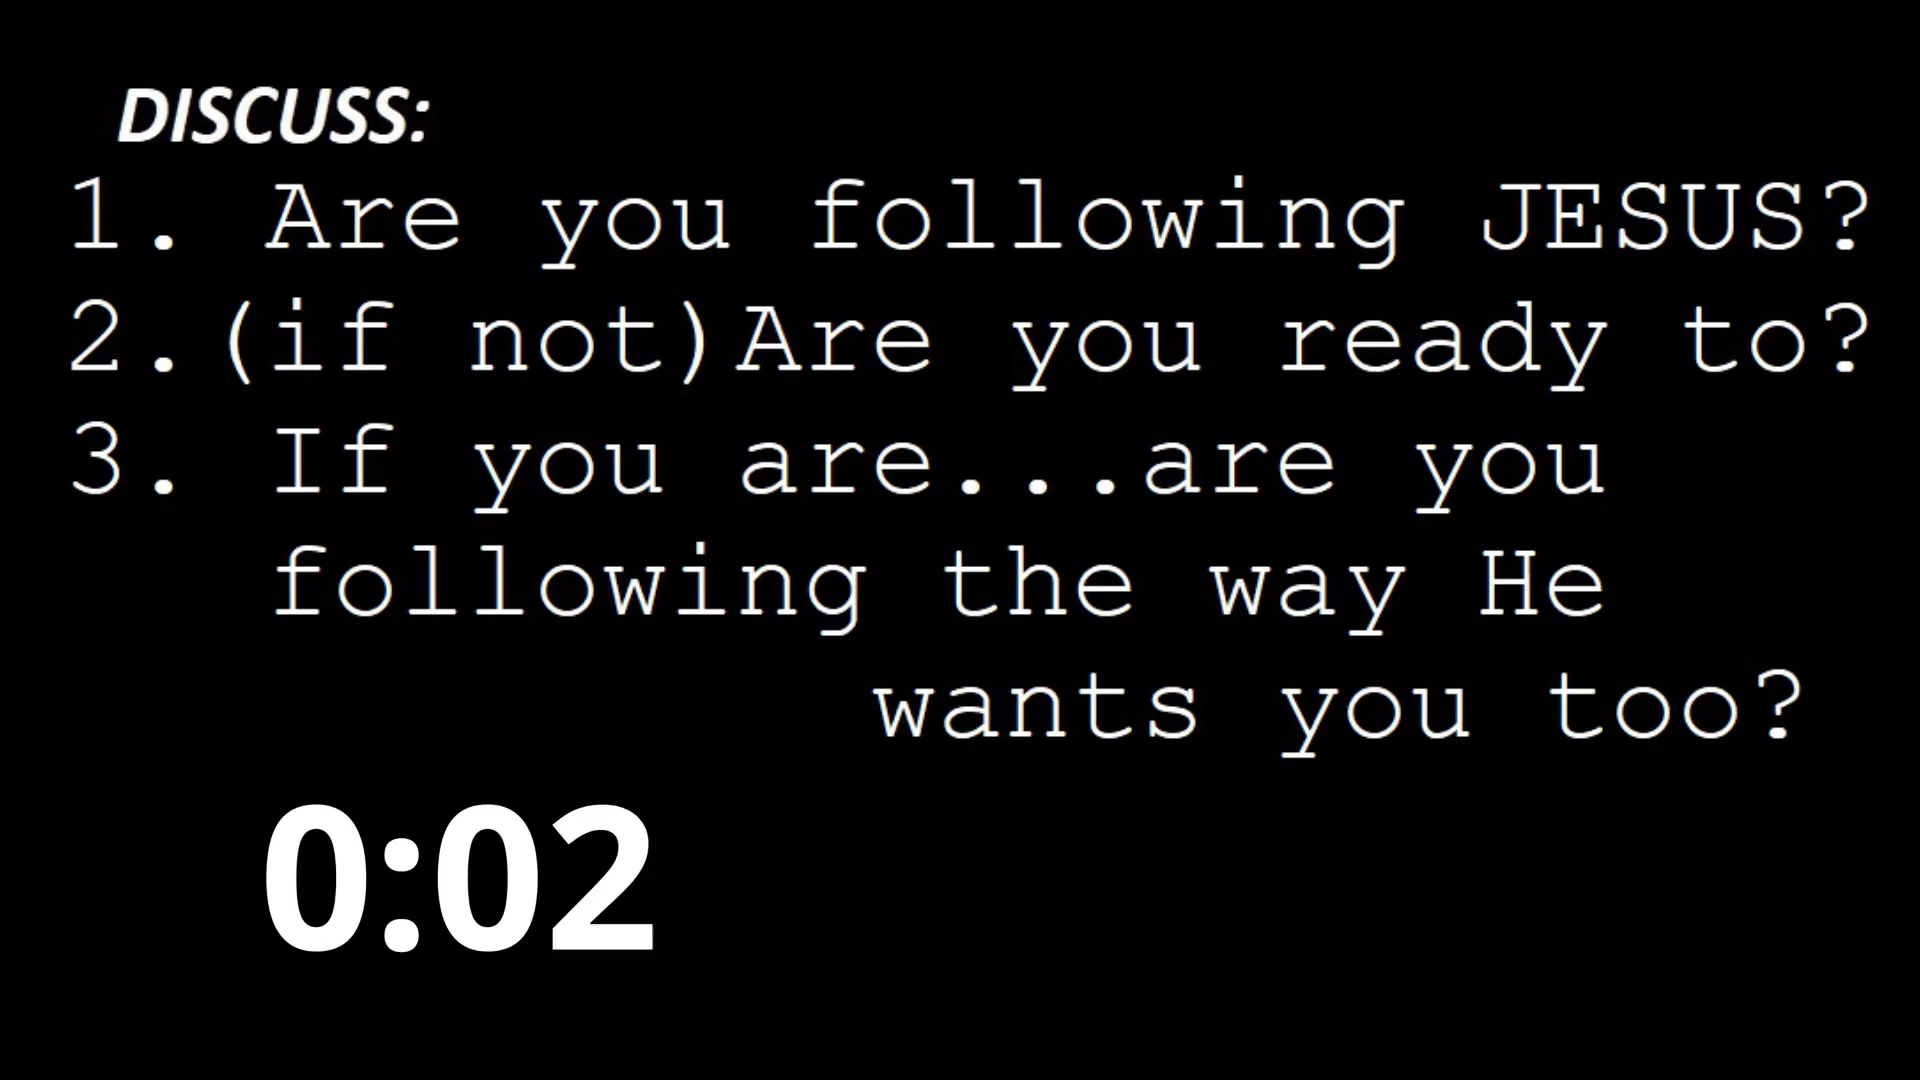 DISCUSS:
1. Are you following JESUS?
2.(if not)Are you ready to?
3. If you are...are you
following the way He
wants you too?
0:02